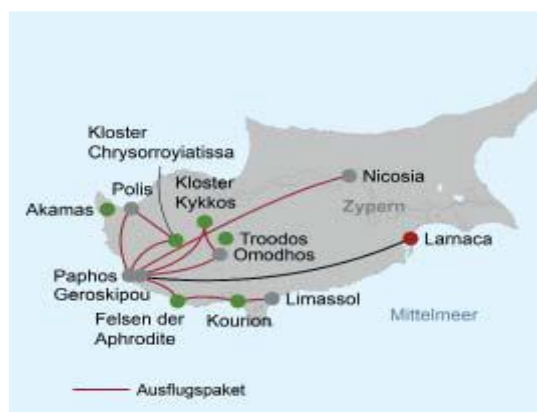 Kloster
Chrysorroyiatissa
Polis
Kloster
Kykkos
Nicosia
Akamas
Zypern
Troodos
Omodhos
Larnaca
Paphos
Geroskipou
Limassol
Felsen der
Aphrodite
Kourion
Mittelmeer
Ausflugspaket